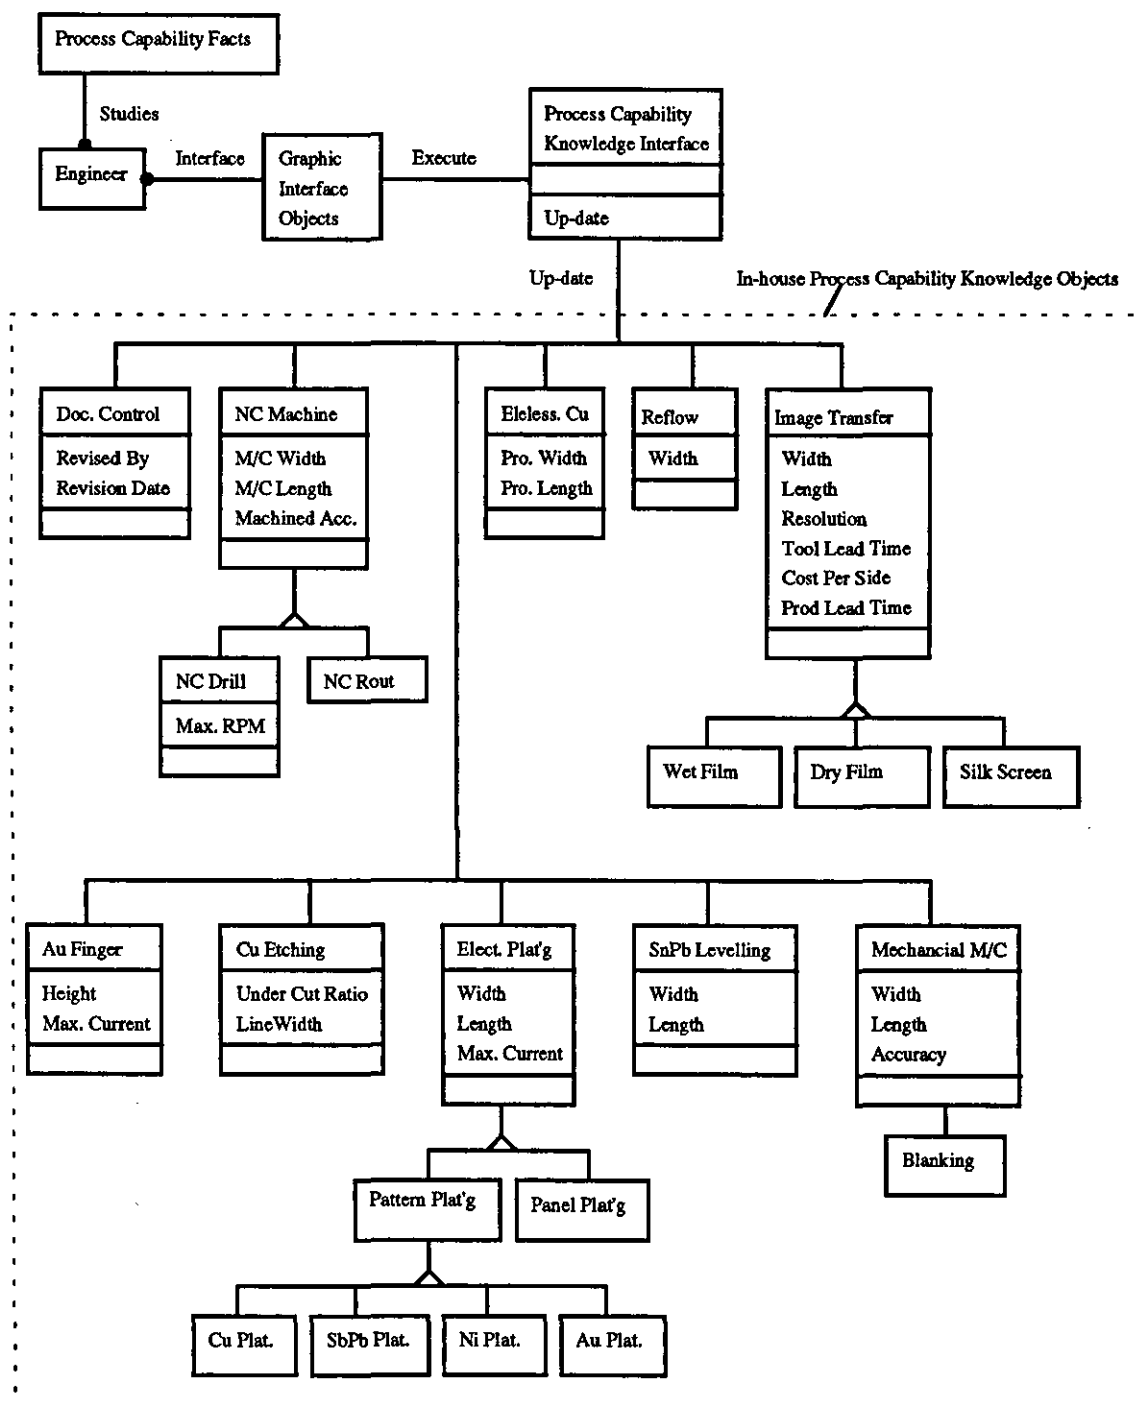 Process Capability Facts
Studies
Engineer
Interface
Graphic
Interface
Objects
Execute
Process Capability
Knowledge Interface
Up-date
Up-date
In-house Process Capability Knowledge Objects
Doc. Control
Revised By
Revision Date
NC Machine
M/C Width
M/C Length
Machined Acc.
Eleless. Cu
Pro. Width
Pro. Length
Reflow
Width
Image Transfer
Width
Length
Resolution
Tool Lead Time
Cost Per Side
Prod Lead Time
NC Drill
Max. RPM
NC Rout
Wet Film
Dry Film
Silk Screen
Au Finger
Height
Max. Current
Cu Etching
Under Cut Ratio
LineWidth
Elect. Plat'g
Width
Length
Max. Current
SnPb Levelling
Width
Length
Mechancial M/C
Width
Length
Accuracy
Blanking
Pattern Plat'g
Panel Plat'g
Cu Plat.
SbPb Plat.
Ni Plat.
Au Plat.